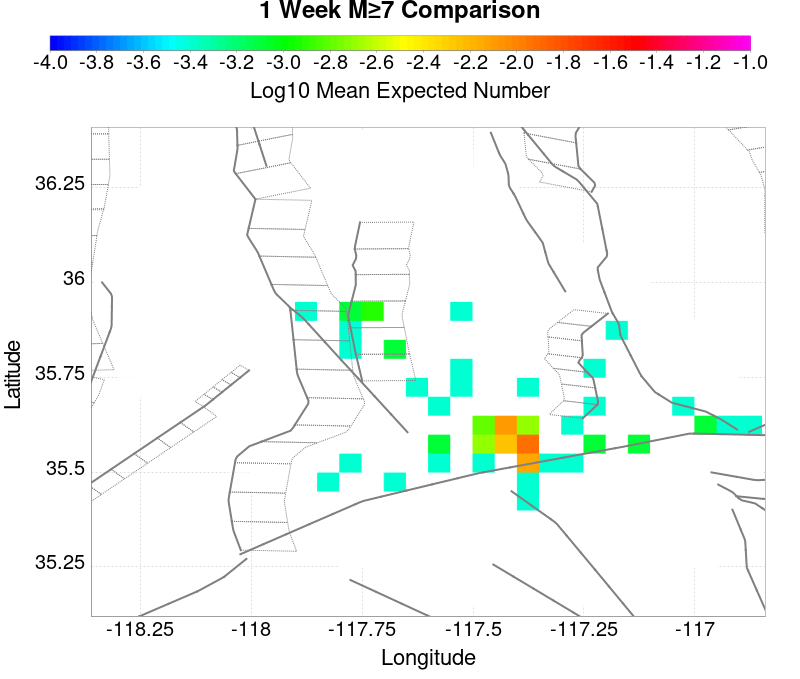 1 Week M≥7 Comparison
-4.0 -3.8 -3.6 -3.4 -3.2 -3.0 -2.8 -2.6 -2.4 -2.2 -2.0 -1.8 -1.6 -1.4 -1.2 -1.0
Log10 Mean Expected Number
36.25
36
35.75
35.5
35.25
Latitude
-118.25 -118 -117.75 -117.5 -117.25 -117
Longitude